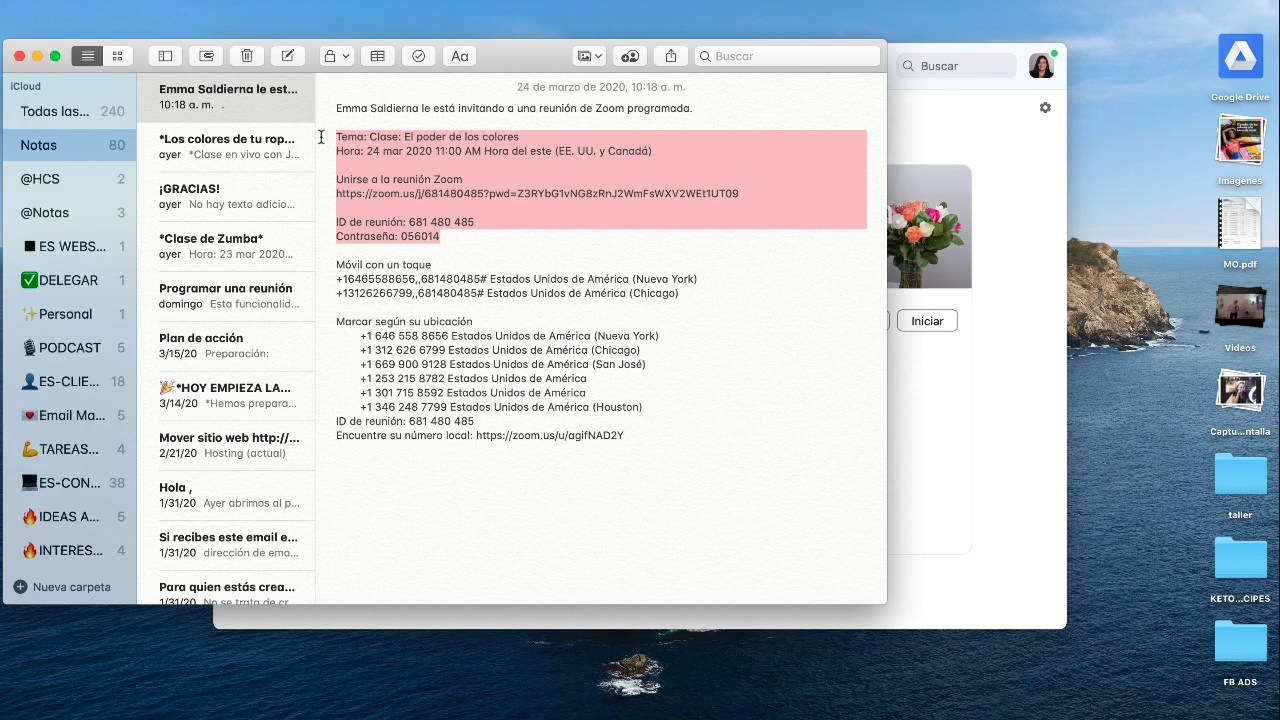 Buscar
iCloud
Todas las... 240
Notas 80
@HCS 2
@Notas 3
ES WEBS... 1
DELEGAR 1
Personal 1
PODCAST 5
ES-CLIE... 18
Email Ma... 5
TAREAS... 4
ES-CON... 38
IDEAS A... 5
INTERES... 4
Nueva carpeta
Emma Saldierna le est...
10:18 a. m. .
*Los colores de tu rop...
ayer *Clase en vivo con J...
¡GRACIAS!
ayer No hay texto adicio...
*Clase de Zumba*
ayer Hora: 23 mar 2020...
Programar una reunión
domingo Esta funcionalid...
Plan de acción
3/15/20 Preparación:
*HOY EMPIEZA LA...
3/14/20 *Hemos prepara...
Mover sitio web http://...
2/21/20 Hosting (actual)
Hola ,
1/31/20 Ayer abrimos al p...
Si recibes este email e...
1/31/20 dirección de ema...
Para quien estás crea...
1/31/20 No se trata de cr...
24 de marzo de 2020, 10:18 a. m.
Emma Saldierna le está invitando a una reunión de Zoom programada.
Tema: Clase: El poder de los colores
Hora: 24 mar 2020 11:00 AM Hora del este (EE. UU. y Canadá)
Unirse a la reunión Zoom
https://zoom.us/j/681480485?pwd=Z3RYbG1vNG8zRnJ2WmFsWXV2WEt1UT09
ID de reunión: 681 480 485
Contraseña: 056014
Móvil con un toque
+16465588656,,681480485# Estados Unidos de América (Nueva York)
+13126266799,,681480485# Estados Unidos de América (Chicago)
Marcar según su ubicación
+1 646 558 8656 Estados Unidos de América (Nueva York)
+1 312 626 6799 Estados Unidos de América (Chicago)
+1 669 900 9128 Estados Unidos de América (San José)
+1 253 215 8782 Estados Unidos de América
+1 301 715 8592 Estados Unidos de América
+1 346 248 7799 Estados Unidos de América (Houston)
ID de reunión: 681 480 485
Encuentre su número local: https://zoom.us/u/agifNAD2Y
Aa
Buscar
Iniciar
Google Drive
Imágenes
MO.pdf
Videos
Captu...ntalla
taller
KETO...CIPES
FB ADS